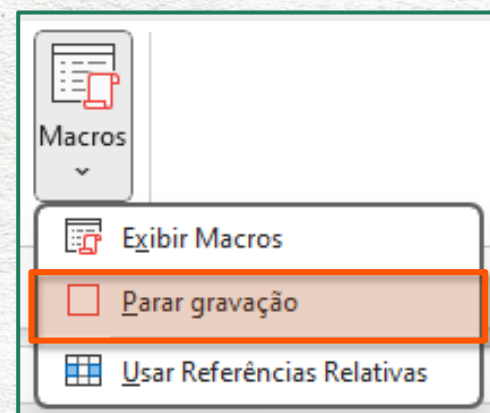 Macros
Exibir Macros
Parar gravação
Usar Referências Relativas